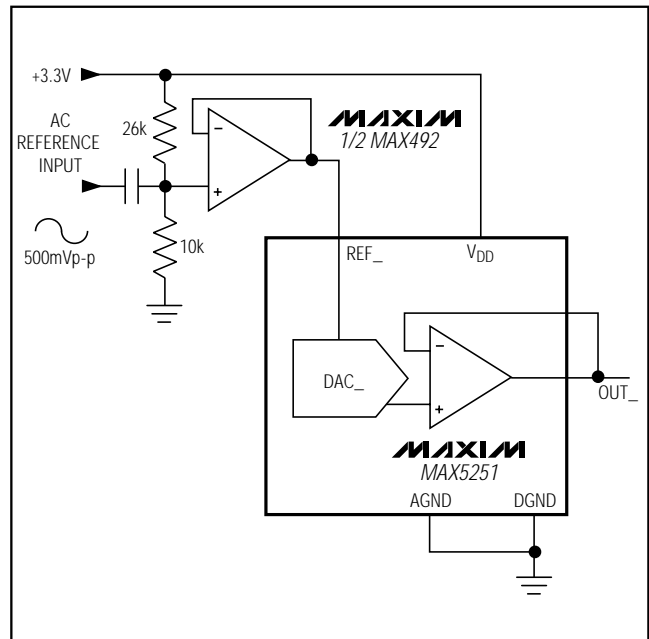 +3.3V
AC
REFERENCE
INPUT
26k
MAXIM
1/2 MAX492
500mVp-p
10k
REF_
VDD
DAC_
OUT_
MAXIM
MAX5251
AGND
DGND
−
+
−
+